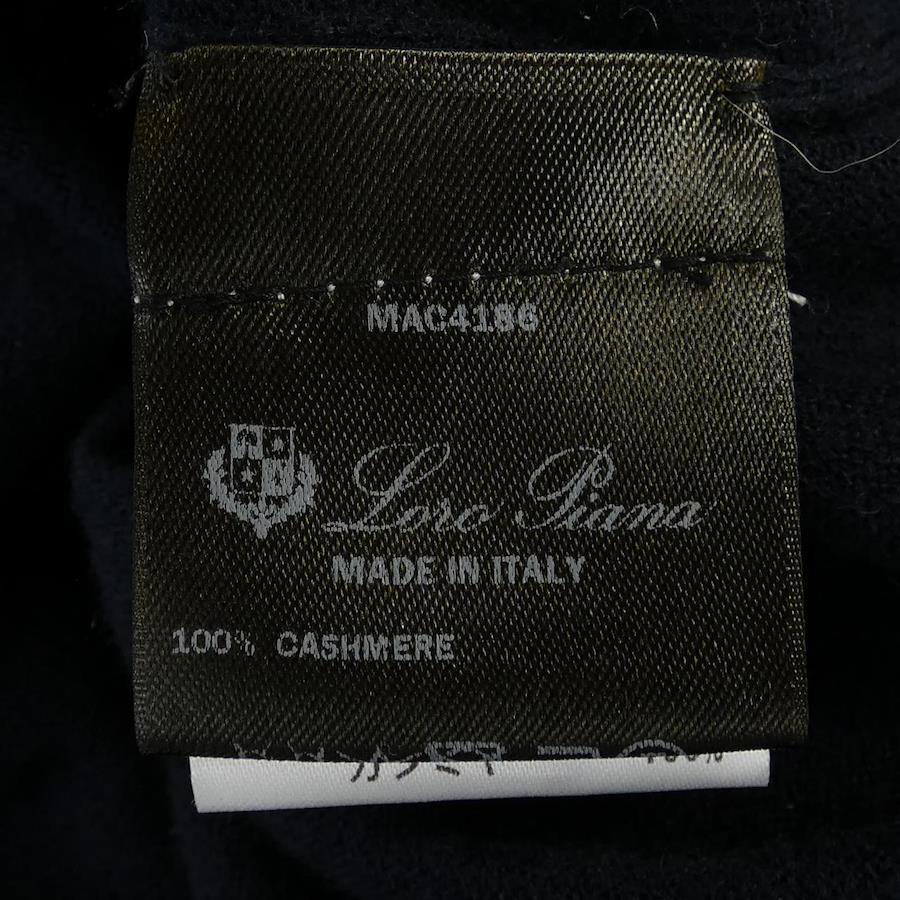 MAC4186
Loro Piana
MADE IN ITALY
100% CASHMERE